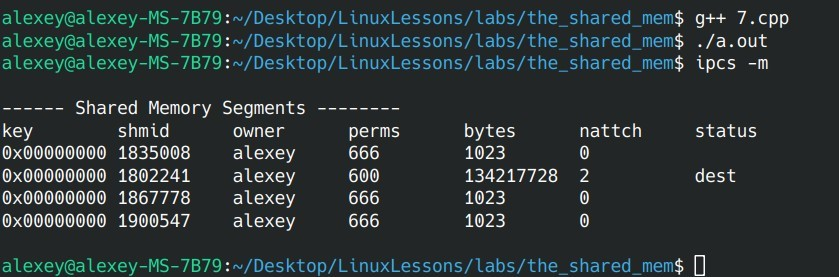 alexey@alexey-MS-7B79:~/Desktop/LinuxLessons/labs/the_shared_mem$ g++ 7.cpp
alexey@alexey-MS-7B79:~/Desktop/LinuxLessons/labs/the_shared_mem$ ./a.out
alexey@alexey-MS-7B79:~/Desktop/LinuxLessons/labs/the_shared_mem$ ipcs -m
------ Shared Memory Segments --------
key shmid owner perms bytes nattch status
0x00000000 1835008 alexey 666 1023 0
0x00000000 1802241 alexey 600 134217728 2 dest
0x00000000 1867778 alexey 666 1023 0
0x00000000 1900547 alexey 666 1023 0
alexey@alexey-MS-7B79:~/Desktop/LinuxLessons/labs/the_shared_mem$